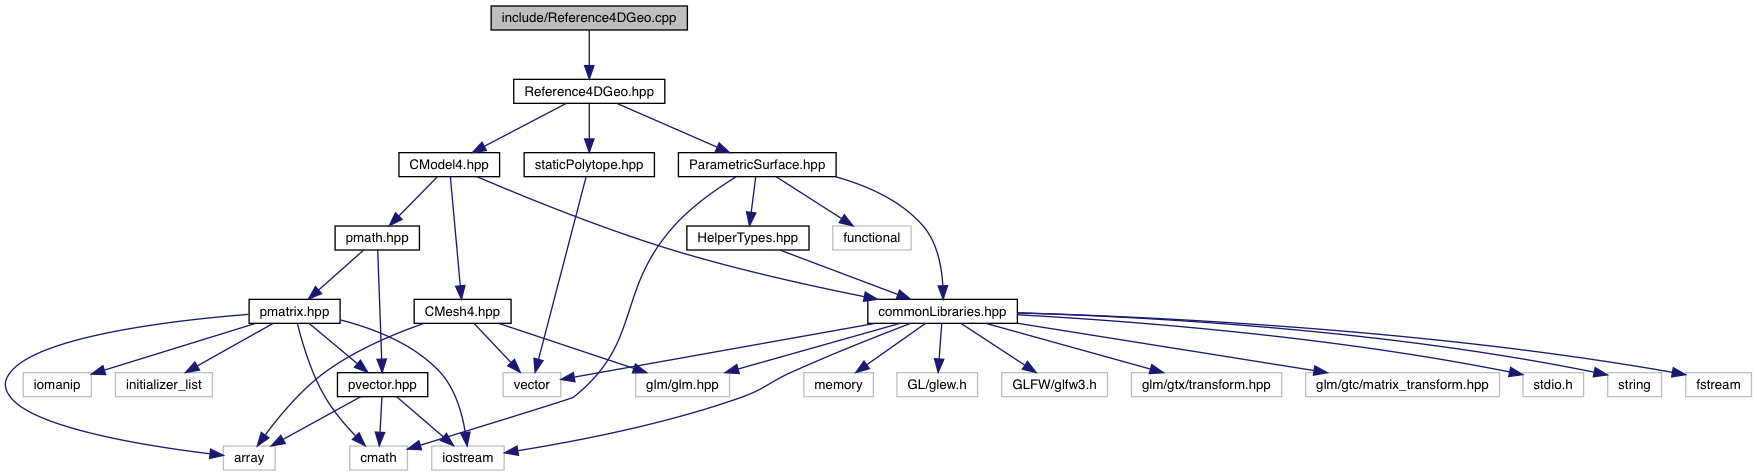 include/Reference4DGeo.cpp
Reference4DGeo.hpp
CModel4.hpp
staticPolytope.hpp
ParametricSurface.hpp
pmath.hpp
HelperTypes.hpp
functional
pmatrix.hpp
CMesh4.hpp
commonLibraries.hpp
iomanip
initializer_list
pvector.hpp
vector
glm/glm.hpp
memory
GL/glew.h
GLFW/glfw3.h
glm/gtx/transform.hpp
glm/gtc/matrix_transform.hpp
stdio.h
string
fstream
array
cmath
iostream